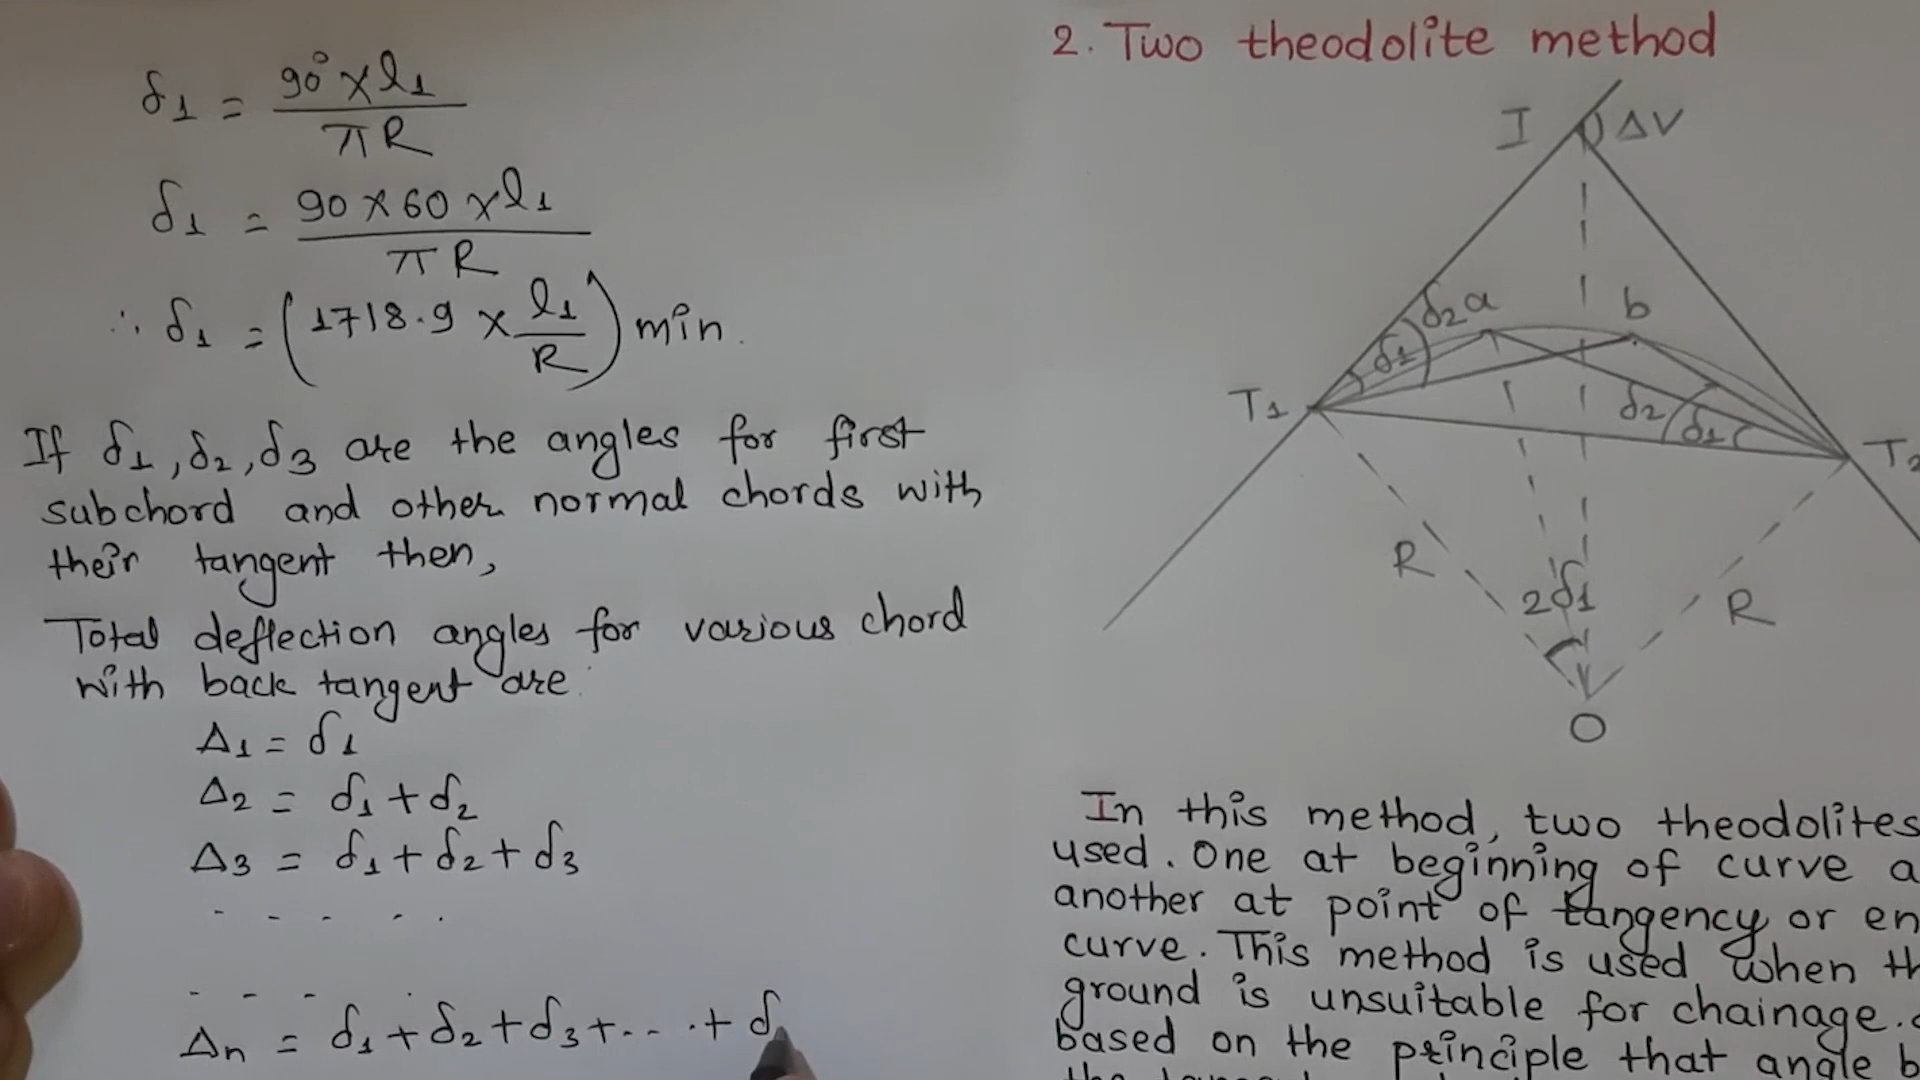 δ1 = 90° × l1 / πR
δ1 = 90 × 60 × l1 / πR
∴ δ1 = (1718.9 × l1 / R) min.
If δ1, δ2, δ3 are the angles for first
subchord and other normal chords with
their tangent then,
Total deflection angles for various chord
with back tangent are.
Δ1 = δ1
Δ2 = δ1 + δ2
Δ3 = δ1 + δ2 + δ3
- - - - .
- - - .
Δn = δ1 + δ2 + δ3 + - - . . + δ
2. Two theodolite method
I ΔV
δ2 a b
δ1
T1 δ2 δ1 T2
R 2δ1 R
O
In this method, two theodolites
used. One at beginning of curve a
another at point of tangency or en
curve. This method is used when th
ground is unsuitable for chainage.
based on the principle that angle b